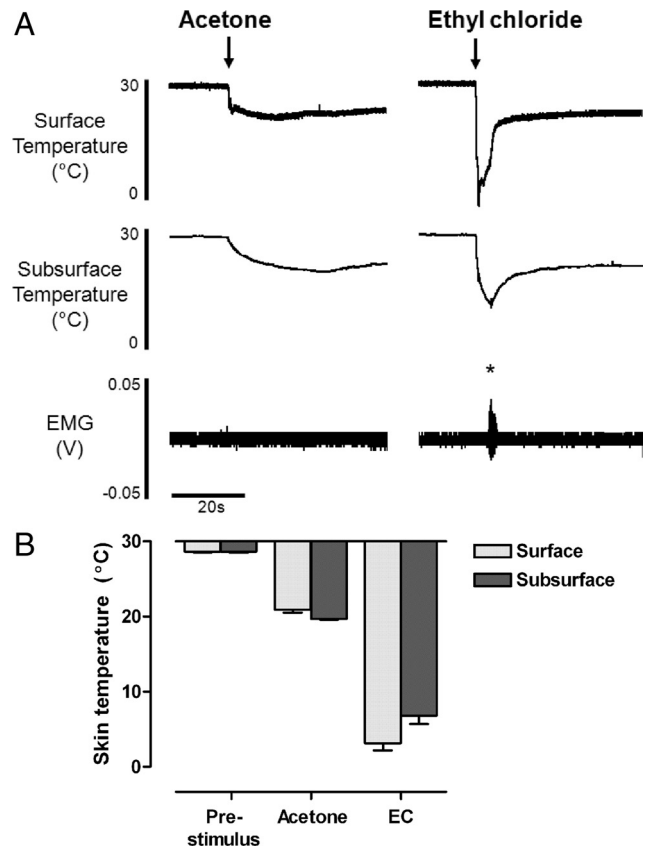 A
Acetone
Ethyl chloride
30
Surface
Temperature
(°C)
0
30
Subsurface
Temperature
(°C)
0
*
0.05
EMG
(V)
-0.05
20s
B
30
20
10
0
Skin temperature (°C)
Surface
Subsurface
Pre-
stimulus
Acetone
EC